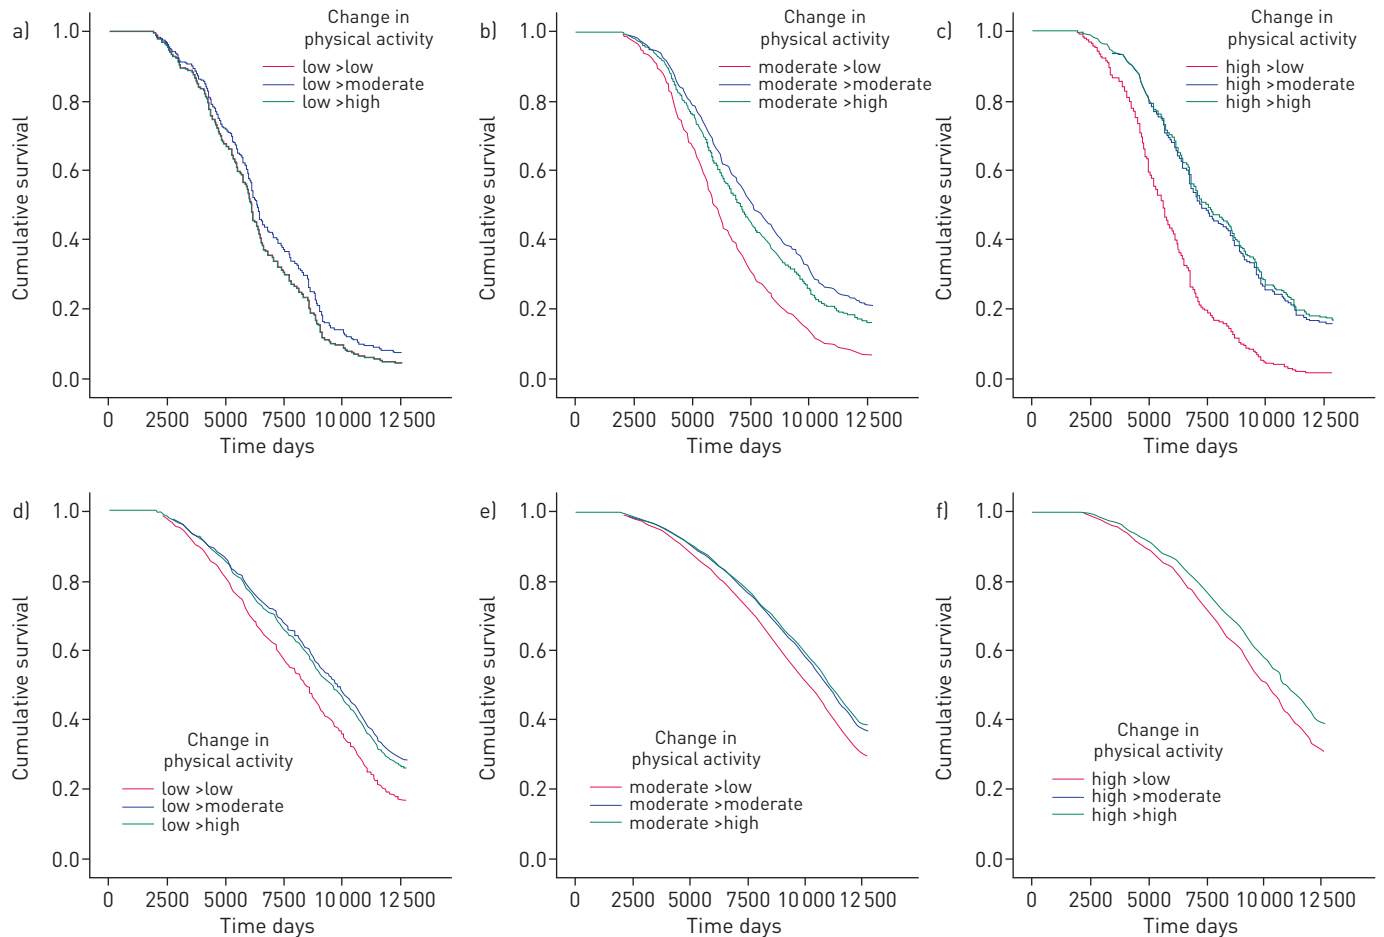 a)
Change in
physical activity
low >low
low >moderate
low >high
Cumulative survival
1.0
0.8
0.6
0.4
0.2
0.0
0 2500 5000 7500 10 000 12 500
Time days
b)
Change in
physical activity
moderate >low
moderate >moderate
moderate >high
Cumulative survival
1.0
0.8
0.6
0.4
0.2
0.0
0 2500 5000 7500 10 000 12 500
Time days
c)
Change in
physical activity
high >low
high >moderate
high >high
Cumulative survival
1.0
0.8
0.6
0.4
0.2
0.0
0 2500 5000 7500 10 000 12 500
Time days
d)
Cumulative survival
1.0
0.8
0.6
0.4
0.2
0.0
Change in
physical activity
low >low
low >moderate
low >high
0 2500 5000 7500 10 000 12 500
Time days
e)
Cumulative survival
1.0
0.8
0.6
0.4
0.2
0.0
Change in
physical activity
moderate >low
moderate >moderate
moderate >high
0 2500 5000 7500 10 000 12 500
Time days
f)
Cumulative survival
1.0
0.8
0.6
0.4
0.2
0.0
Change in
physical activity
high >low
high >moderate
high >high
0 2500 5000 7500 10 000 12 500
Time days